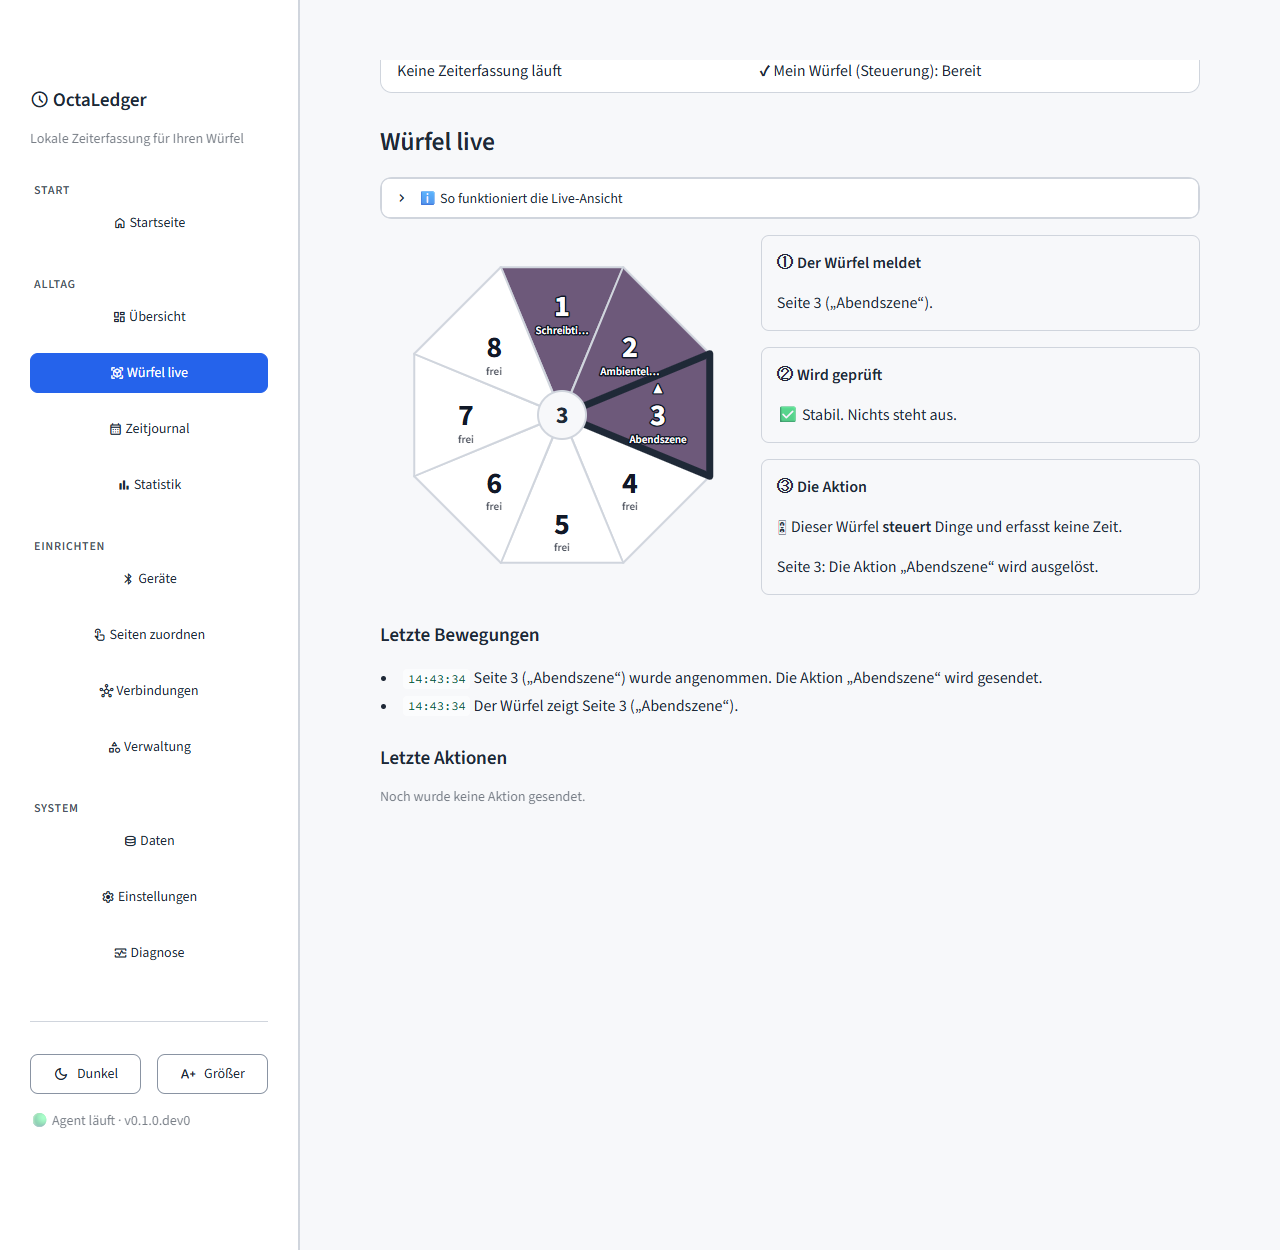 OctaLedger
Lokale Zeiterfassung für Ihren Würfel
START
Startseite
ALLTAG
Übersicht
Würfel live
Zeitjournal
Statistik
EINRICHTEN
Geräte
Seiten zuordnen
Verbindungen
Verwaltung
SYSTEM
Daten
Einstellungen
Diagnose
Dunkel
A+ Größer
Agent läuft · v0.1.0.dev0
Keine Zeiterfassung läuft
✔ Mein Würfel (Steuerung): Bereit
Würfel live
ℹ️ So funktioniert die Live-Ansicht
1
Schreibti…
2
Ambientel…
▲
3
Abendszene
4
frei
5
frei
6
frei
7
frei
8
frei
3
① Der Würfel meldet
Seite 3 („Abendszene“).
② Wird geprüft
✅ Stabil. Nichts steht aus.
③ Die Aktion
Dieser Würfel steuert Dinge und erfasst keine Zeit.
Seite 3: Die Aktion „Abendszene“ wird ausgelöst.
Letzte Bewegungen
• 14:43:34 Seite 3 („Abendszene“) wurde angenommen. Die Aktion „Abendszene“ wird gesendet.
• 14:43:34 Der Würfel zeigt Seite 3 („Abendszene“).
Letzte Aktionen
Noch wurde keine Aktion gesendet.